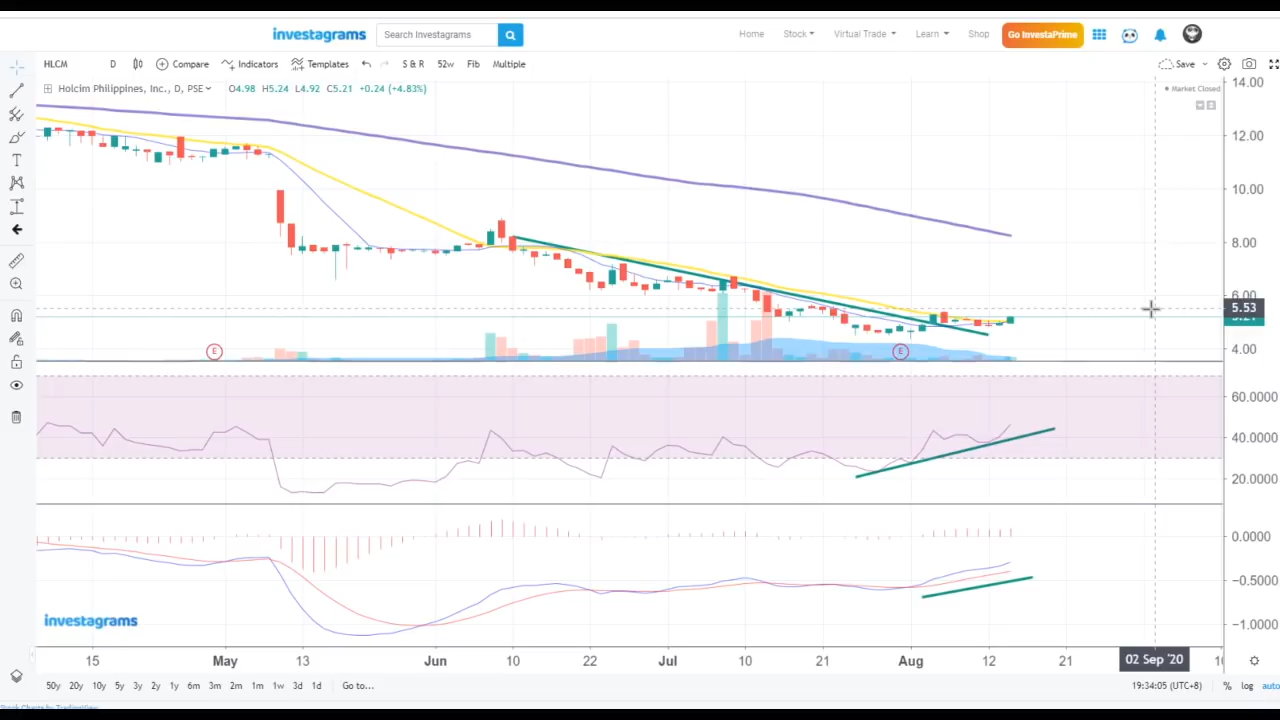 investagrams Search Investagrams Home Stock Virtual Trade Learn Shop Go InvestaPrime
HLCM D Compare Indicators Templates S & R 52w Fib Multiple Save
Holcim Philippines, Inc., D, PSE O4.98 H5.24 L4.92 C5.21 +0.24 (+4.83%) Market Closed
14.00
12.00
10.00
8.00
6.00
5.53
4.00
E E
60.0000
40.0000
20.0000
0.0000
−0.5000
−1.0000
investagrams
15 May 13 Jun 10 22 Jul 10 21 Aug 12 21 02 Sep '20
50y 20y 10y 5y 3y 2y 1y 6m 3m 2m 1m 1w 3d 1d Go to... 19:34:05 (UTC+8) % log auto
Stock Charts by TradingView